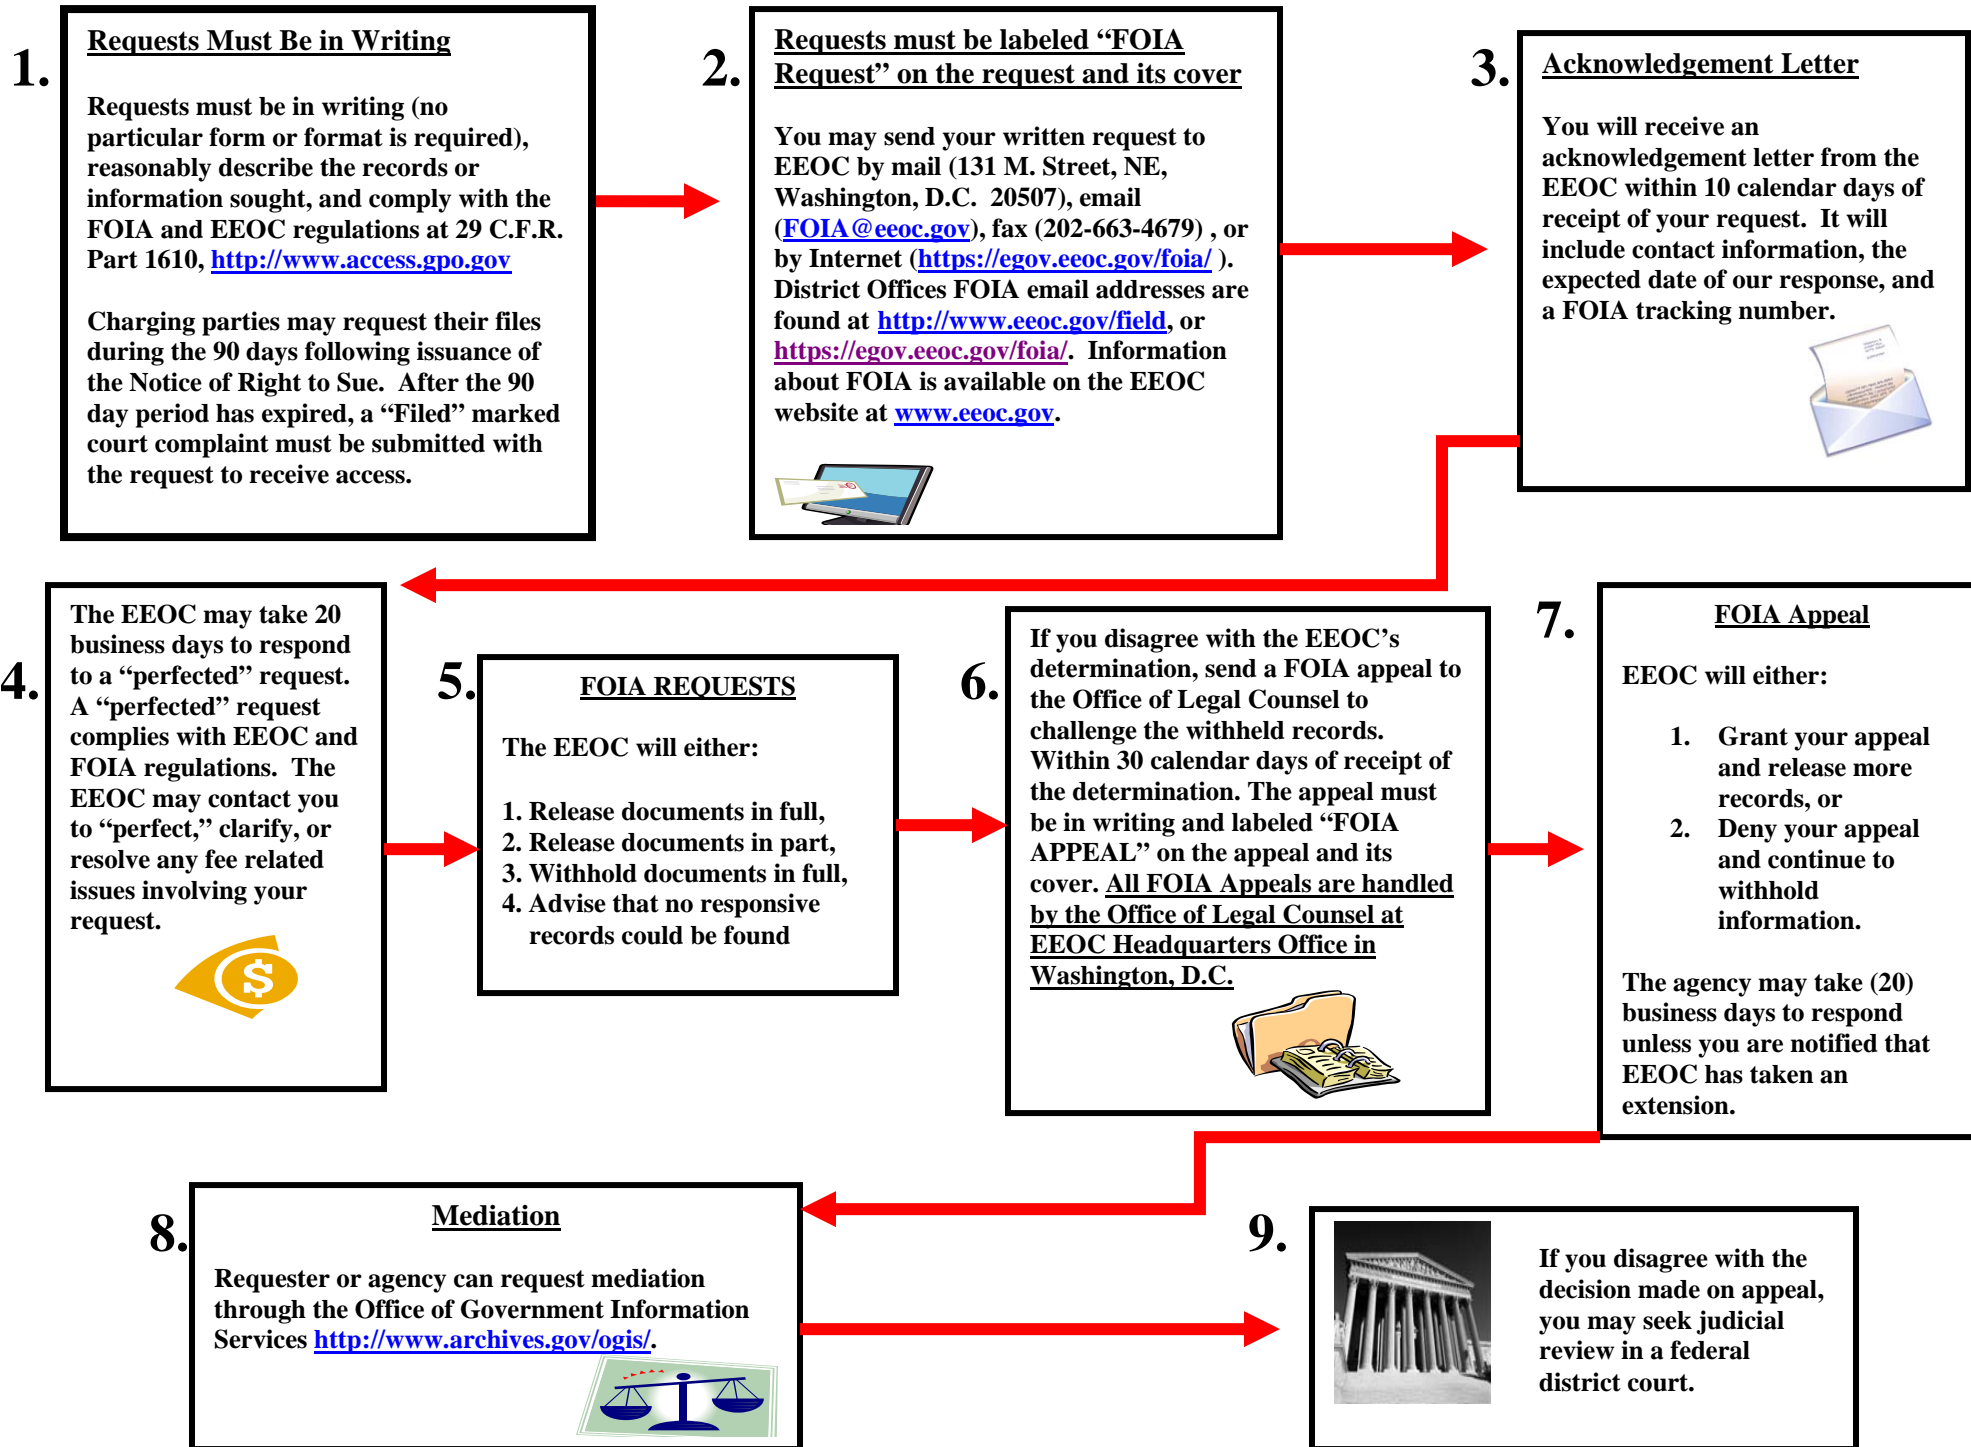 1.
Requests Must Be in Writing
Requests must be in writing (no
particular form or format is required),
reasonably describe the records or
information sought, and comply with the
FOIA and EEOC regulations at 29 C.F.R.
Part 1610, http://www.access.gpo.gov
Charging parties may request their files
during the 90 days following issuance of
the Notice of Right to Sue.  After the 90
day period has expired, a “Filed” marked
court complaint must be submitted with
the request to receive access.
2.
Requests must be labeled “FOIA
Request” on the request and its cover
You may send your written request to
EEOC by mail (131 M. Street, NE,
Washington, D.C.  20507), email
(FOIA@eeoc.gov), fax (202-663-4679) , or
by Internet (https://egov.eeoc.gov/foia/ ).
District Offices FOIA email addresses are
found at http://www.eeoc.gov/field, or
https://egov.eeoc.gov/foia/.  Information
about FOIA is available on the EEOC
website at www.eeoc.gov.
3.
Acknowledgement Letter
You will receive an
acknowledgement letter from the
EEOC within 10 calendar days of
receipt of your request.  It will
include contact information, the
expected date of our response, and
a FOIA tracking number.
4.
The EEOC may take 20
business days to respond
to a “perfected” request.
A “perfected” request
complies with EEOC and
FOIA regulations.  The
EEOC may contact you
to “perfect,” clarify, or
resolve any fee related
issues involving your
request.
$
5.
FOIA REQUESTS
The EEOC will either:
1. Release documents in full,
2. Release documents in part,
3. Withhold documents in full,
4. Advise that no responsive
records could be found
6.
If you disagree with the EEOC’s
determination, send a FOIA appeal to
the Office of Legal Counsel to
challenge the withheld records.
Within 30 calendar days of receipt of
the determination. The appeal must
be in writing and labeled “FOIA
APPEAL” on the appeal and its
cover. All FOIA Appeals are handled
by the Office of Legal Counsel at
EEOC Headquarters Office in
Washington, D.C.
7.
FOIA Appeal
EEOC will either:
1. Grant your appeal
and release more
records, or
2. Deny your appeal
and continue to
withhold
information.
The agency may take (20)
business days to respond
unless you are notified that
EEOC has taken an
extension.
8.
Mediation
Requester or agency can request mediation
through the Office of Government Information
Services http://www.archives.gov/ogis/.
9.
If you disagree with the
decision made on appeal,
you may seek judicial
review in a federal
district court.